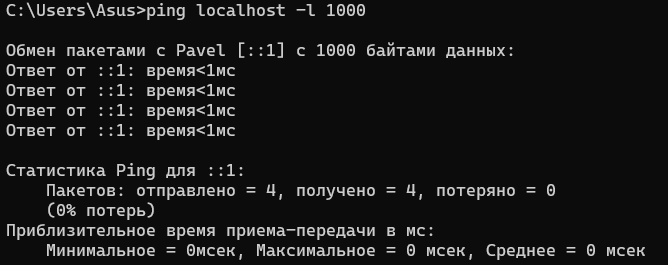 C:\Users\Asus>ping localhost -l 1000
Обмен пакетами с Pavel [::1] с 1000 байтами данных:
Ответ от ::1: время<1мс
Ответ от ::1: время<1мс
Ответ от ::1: время<1мс
Ответ от ::1: время<1мс
Статистика Ping для ::1:
    Пакетов: отправлено = 4, получено = 4, потеряно = 0
    (0% потерь)
Приблизительное время приема-передачи в мс:
    Минимальное = 0мсек, Максимальное = 0 мсек, Среднее = 0 мсек